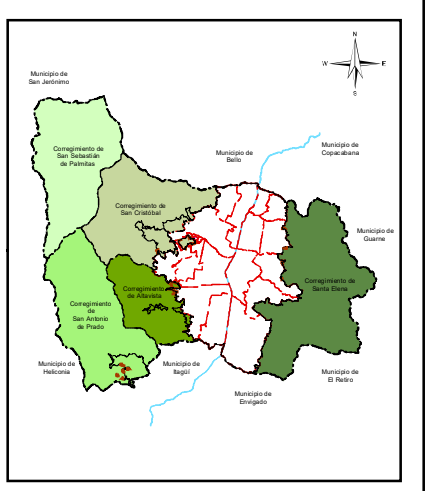 N
W
E
S
Municipio de
San Jerónimo
Corregimiento de
San Sebastián
de Palmitas
Municipio de
Bello
Municipio de
Copacabana
Corregimiento de
San Cristóbal
Municipio de
Guarne
Corregimiento
de Altavista
Corregimiento de
Santa Elena
Corregimiento
de
San Antonio
de Prado
Municipio de
Heliconia
Municipio de
Itagüí
Municipio de
El Retiro
Municipio de
Envigado